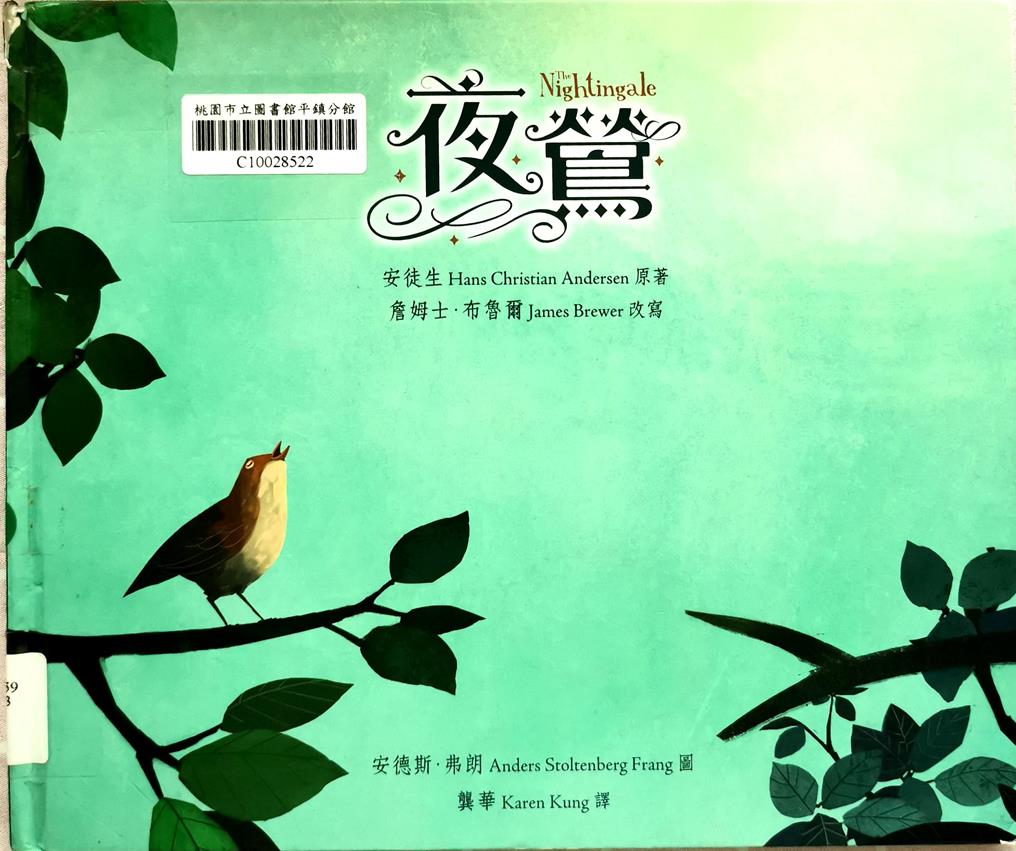 桃園市立圖書館平鎮分館
C10028522
The Nightingale
夜鶯
安徒生 Hans Christian Andersen 原著
詹姆士·布魯爾 James Brewer 改寫
安德斯·弗朗 Anders Stoltenberg Frang 圖
龔華 Karen Kung 譯